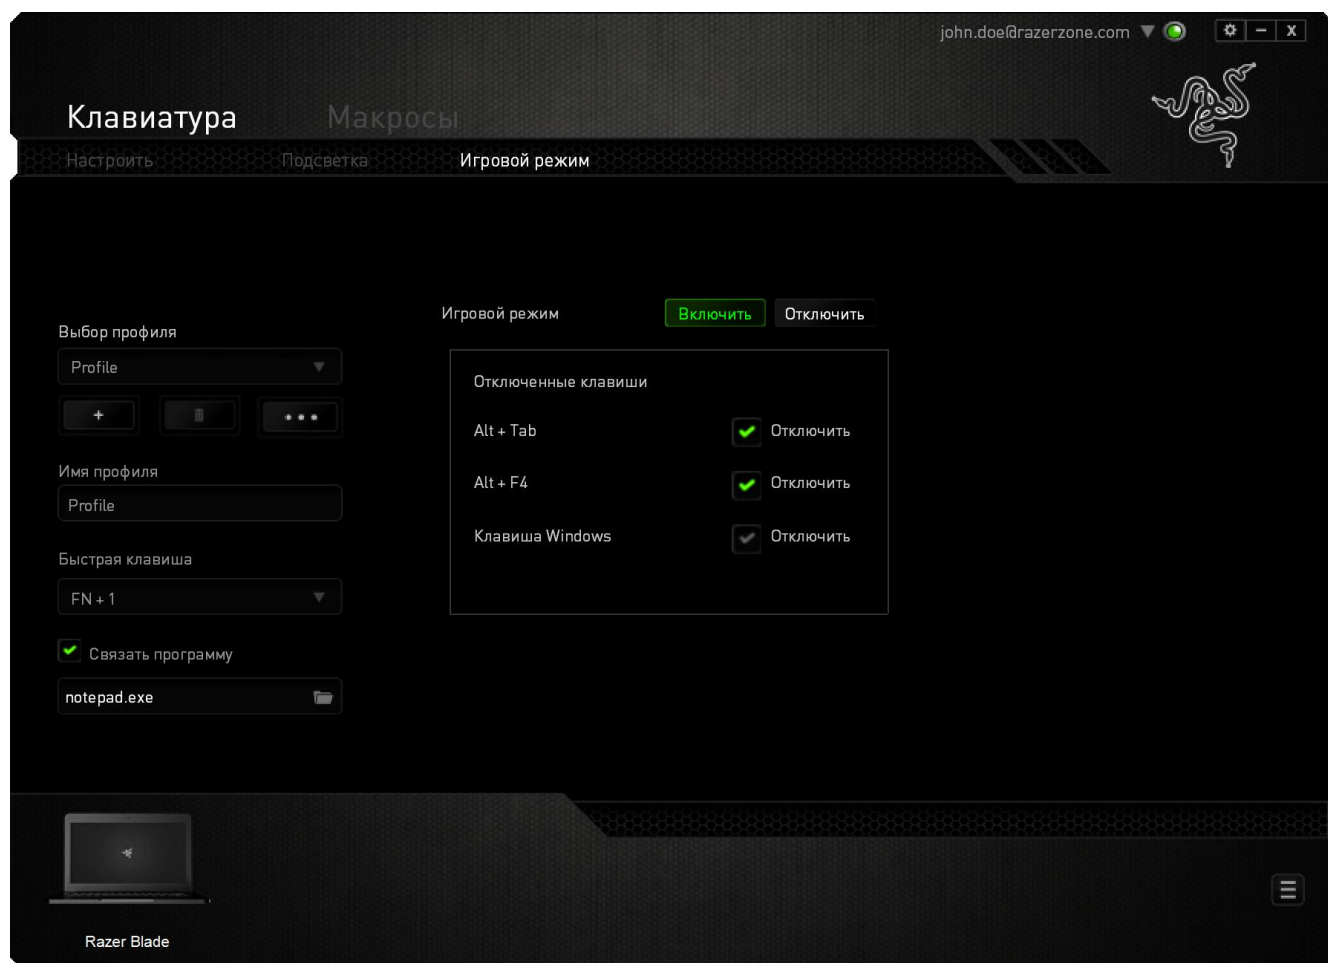 john.doe@razerzone.com
Клавиатура Макросы
Настроить Подсветка Игровой режим
Игровой режим Включить Отключить
Выбор профиля
Profile
Имя профиля
Profile
Быстрая клавиша
FN + 1
Связать программу
notepad.exe
Отключенные клавиши
Alt + Tab Отключить
Alt + F4 Отключить
Клавиша Windows Отключить
Razer Blade